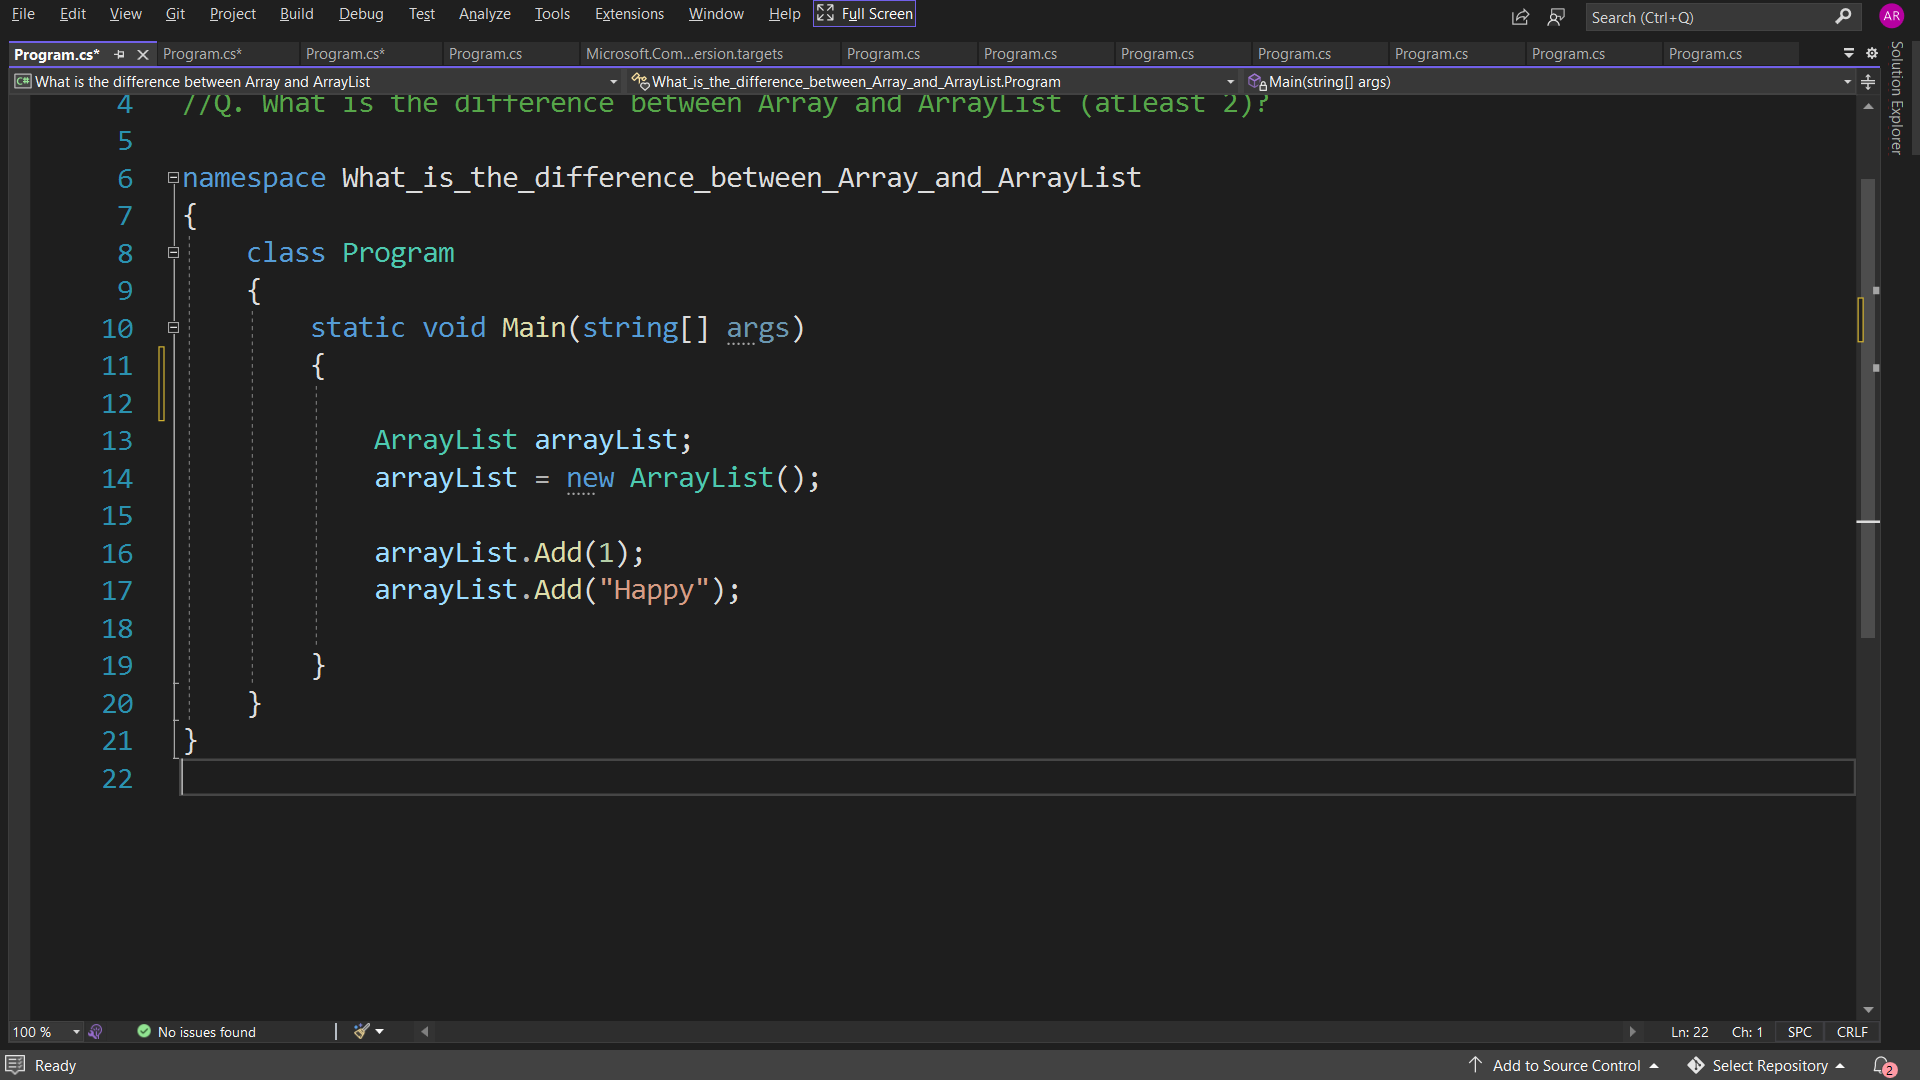 File Edit View Git Project Build Debug Test Analyze Tools Extensions Window Help Full Screen Search (Ctrl+Q) AR
Program.cs* Program.cs* Program.cs* Program.cs Microsoft.Com...ersion.targets Program.cs Program.cs Program.cs Program.cs Program.cs Program.cs Program.cs
What is the difference between Array and ArrayList What_is_the_difference_between_Array_and_ArrayList.Program Main(string[] args)
Solution Explorer
4 //Q. What is the difference between Array and ArrayList (atleast 2)?
5
6 namespace What_is_the_difference_between_Array_and_ArrayList
7 {
8 class Program
9 {
10 static void Main(string[] args)
11 {
12
13 ArrayList arrayList;
14 arrayList = new ArrayList();
15
16 arrayList.Add(1);
17 arrayList.Add("Happy");
18
19 }
20 }
21 }
22
100 % No issues found Ln: 22 Ch: 1 SPC CRLF
Ready Add to Source Control Select Repository 2